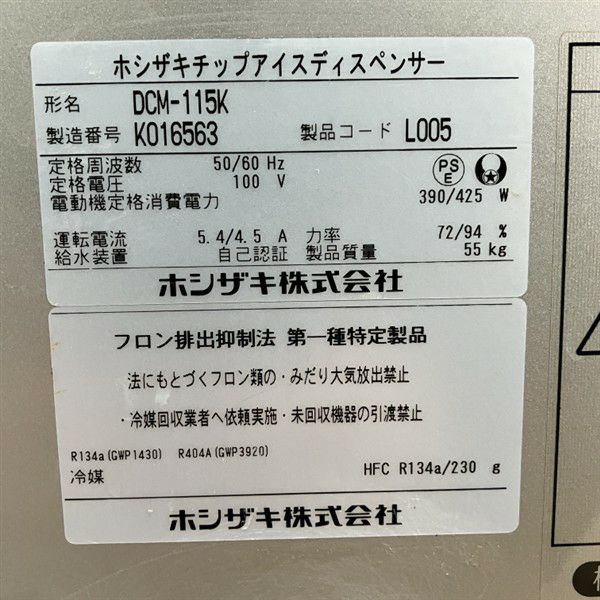 ホシザキチップアイスディスペンサー
形名 DCM-115K
製造番号 K016563 製品コード L005
定格周波数 50/60 Hz
定格電圧 100 V
PS E
電動機定格消費電力 390/425 W
運転電流 5.4/4.5 A 力率 72/94 %
給水装置 自己認証 製品質量 55 kg
ホシザキ株式会社
フロン排出抑制法 第一種特定製品
法にもとづくフロン類の・みだり大気放出禁止
・冷媒回収業者へ依頼実施・未回収機器の引渡禁止
R134a(GWP1430) R404A(GWP3920)
冷媒 HFC R134a/230 g
ホシザキ株式会社